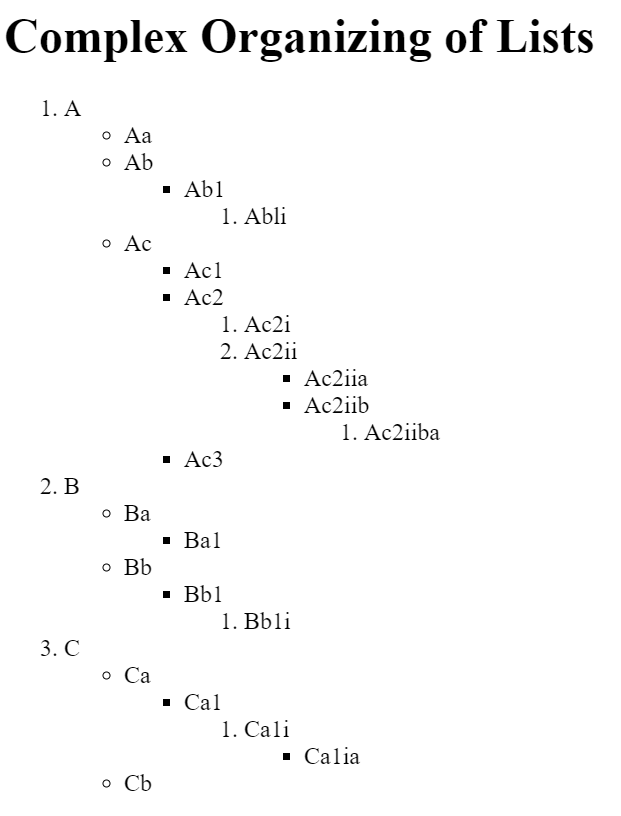 Complex Organizing of Lists
1. A
Aa
Ab
Ab1
1. Abli
Ac
Ac1
Ac2
1. Ac2i
2. Ac2ii
Ac2iia
Ac2iib
1. Ac2iiba
Ac3
2. B
Ba
Ba1
Bb
Bb1
1. Bb1i
3. C
Ca
Ca1
1. Ca1i
Ca1ia
Cb